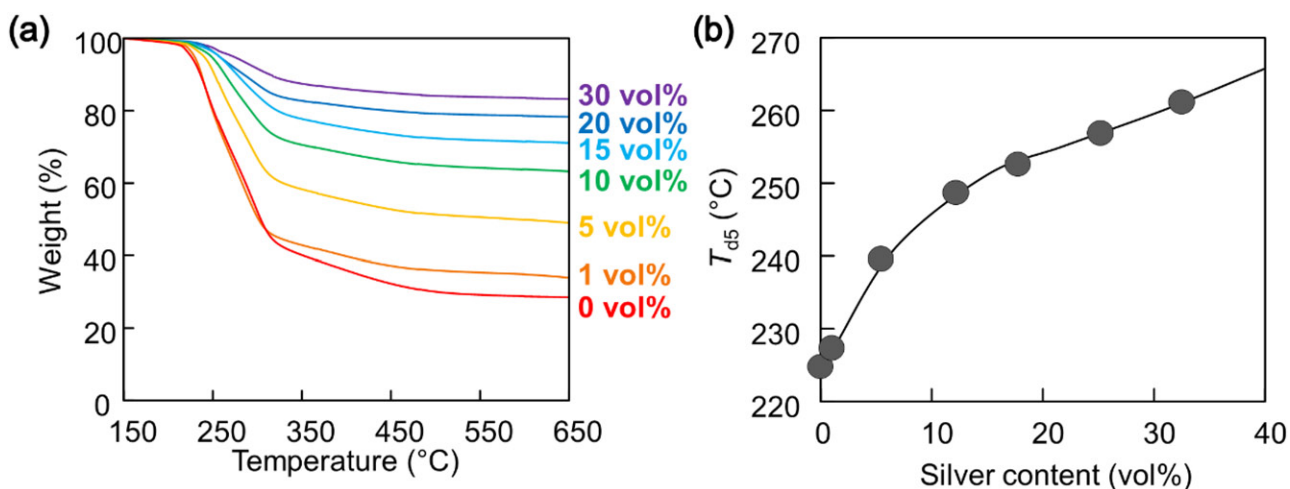 (a)
100
80
60
40
20
0
Weight (%)
150 250 350 450 550 650
Temperature (°C)
30 vol%
20 vol%
15 vol%
10 vol%
5 vol%
1 vol%
0 vol%
(b)
270
260
250
240
230
220
Td5 (°C)
0 10 20 30 40
Silver content (vol%)